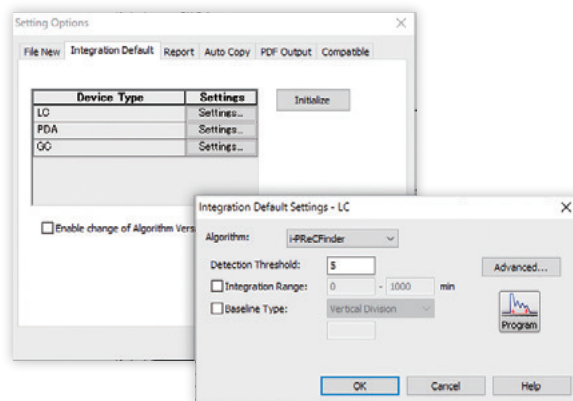 Setting Options
File New Integration Default Report Auto Copy PDF Output Compatible
Device Type Settings
Initialize
LC Settings...
PDA Settings...
GC Settings...
Enable change of Algorithm Vers
Integration Default Settings - LC
Algorithm: i-PReCFinder
Detection Threshold: 5
Advanced...
Integration Range: 0 - 1000 min
Baseline Type: Vertical Division
Program
OK Cancel Help